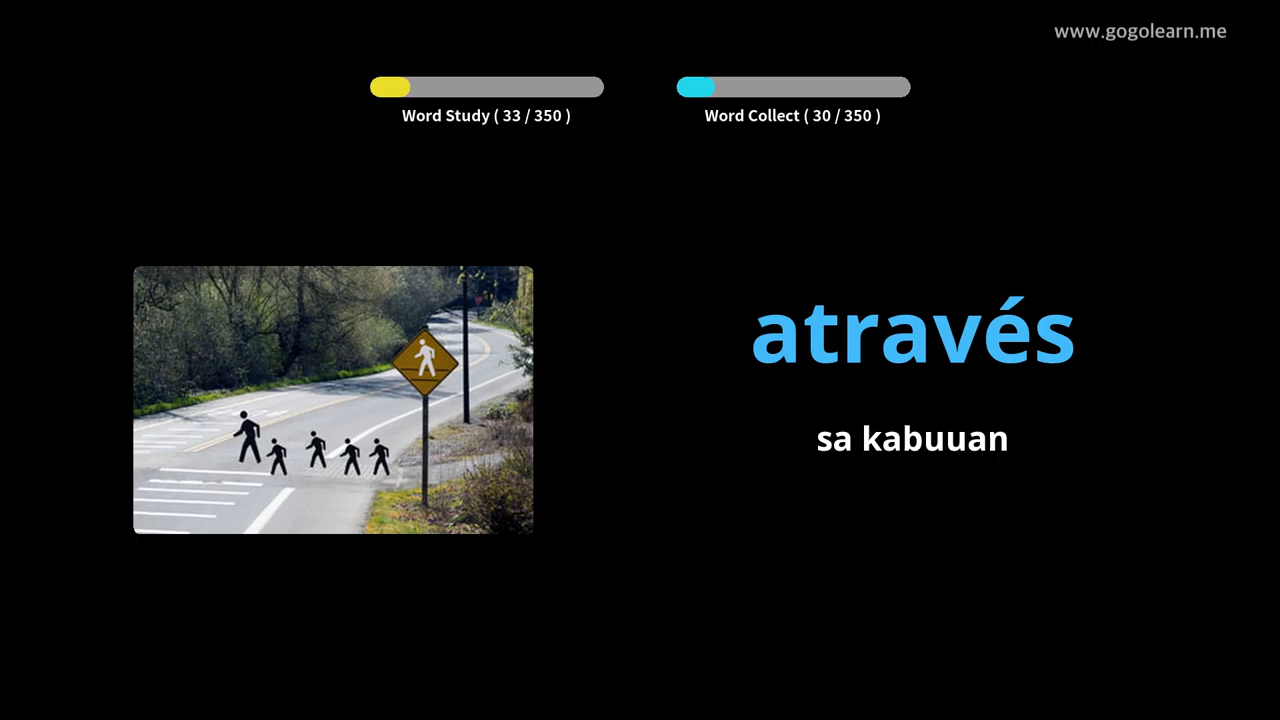 www.gogolearn.me
Word Study ( 33 / 350 )
Word Collect ( 30 / 350 )
através
sa kabuuan